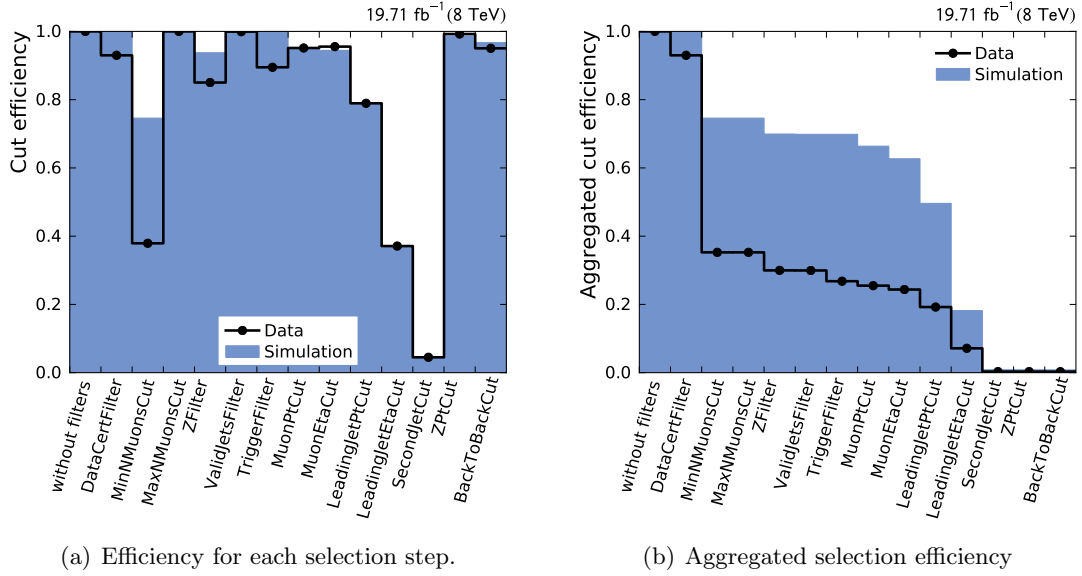 19.71 fb⁻¹(8 TeV)
Cut efficiency
1.0
0.8
0.6
0.4
0.2
0.0
Data
Simulation
without filters
DataCertFilter
MinNMuonsCut
MaxNMuonsCut
ZFilter
ValidJetsFilter
TriggerFilter
MuonPtCut
MuonEtaCut
LeadingJetPtCut
LeadingJetEtaCut
SecondJetCut
ZPtCut
BackToBackCut
(a) Efficiency for each selection step.
19.71 fb⁻¹(8 TeV)
Aggregated cut efficiency
1.0
0.8
0.6
0.4
0.2
0.0
Data
Simulation
without filters
DataCertFilter
MinNMuonsCut
MaxNMuonsCut
ZFilter
ValidJetsFilter
TriggerFilter
MuonPtCut
MuonEtaCut
LeadingJetPtCut
LeadingJetEtaCut
SecondJetCut
ZPtCut
BackToBackCut
(b) Aggregated selection efficiency